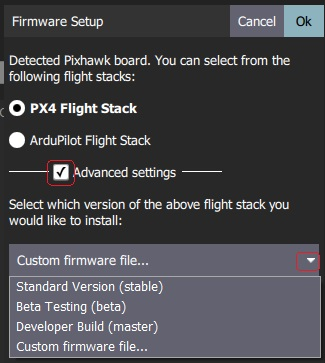 Firmware Setup
Cancel
Ok
Detected Pixhawk board. You can select from the
following flight stacks:
PX4 Flight Stack
ArduPilot Flight Stack
Advanced settings
Select which version of the above flight stack you
would like to install:
Custom firmware file...
Standard Version (stable)
Beta Testing (beta)
Developer Build (master)
Custom firmware file...